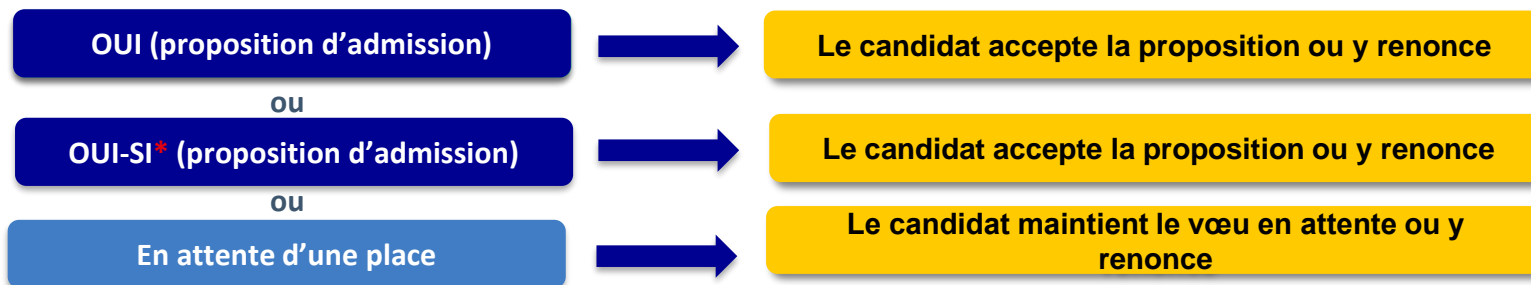 OUI (proposition d’admission)
Le candidat accepte la proposition ou y renonce
ou
OUI-SI* (proposition d’admission)
Le candidat accepte la proposition ou y renonce
ou
En attente d’une place
Le candidat maintient le vœu en attente ou y
renonce